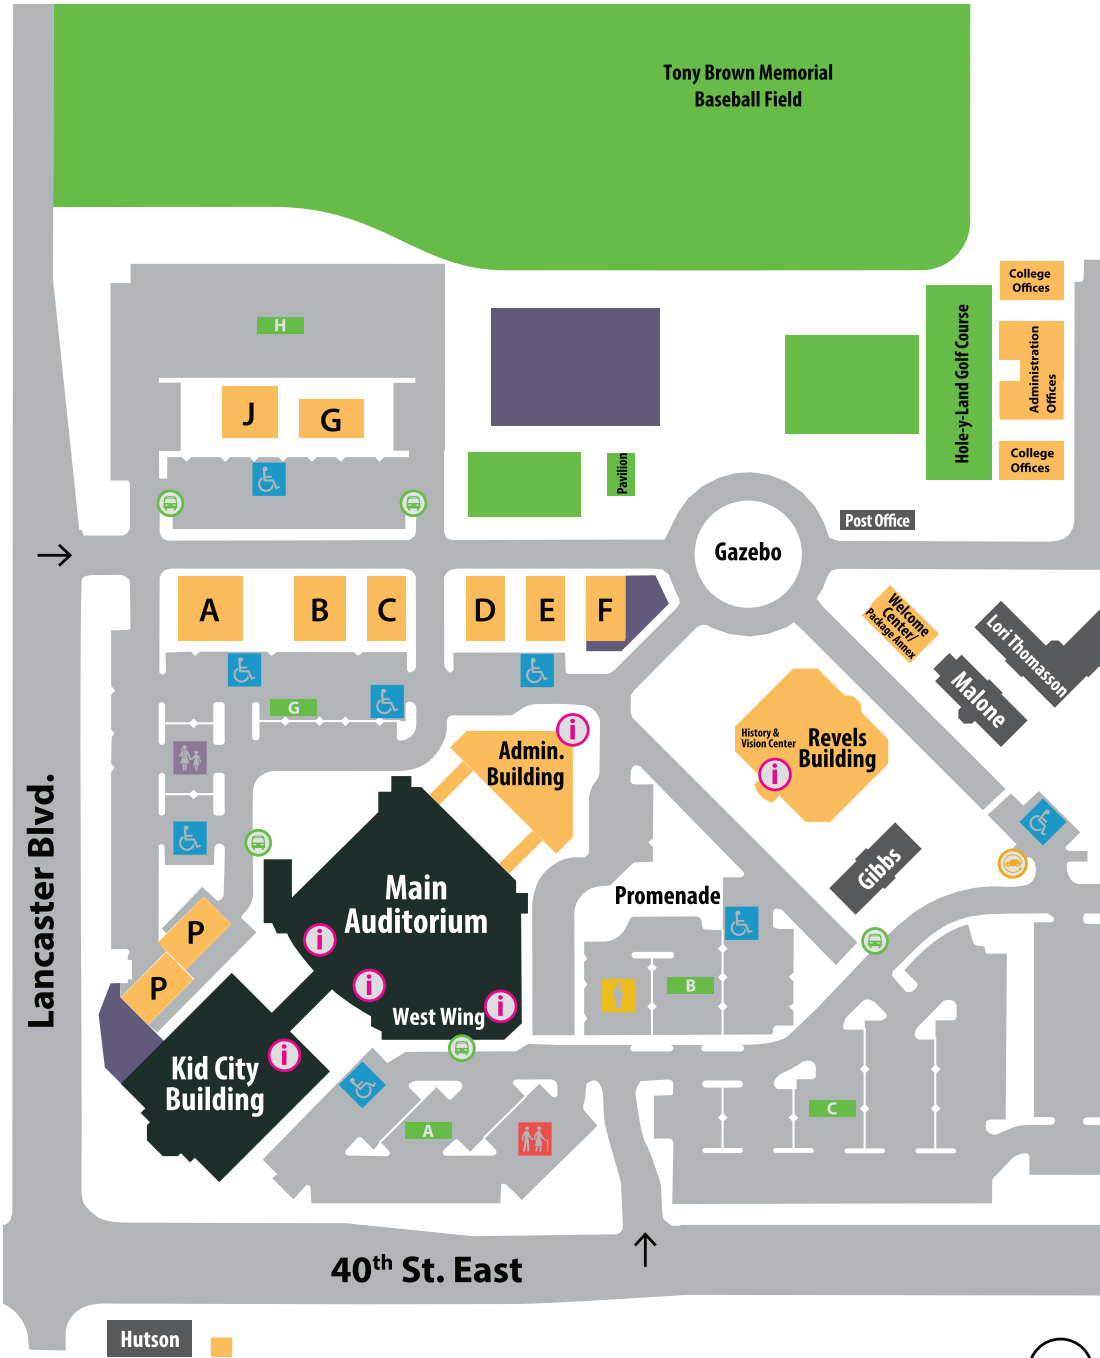 Tony Brown Memorial
Baseball Field
College
Offices
Administration
Offices
College
Offices
Hole-y-Land Golf Course
H
J
G
Pavilion
Post Office
Gazebo
A
B
C
D
E
F
Welcome
Center/
Package Annex
Lori Thomasson
Malone
G
Admin.
Building
History &
Vision Center
Revels
Building
Gibbs
Lancaster Blvd.
Main
Auditorium
Promenade
P
P
B
West Wing
Kid City
Building
A
C
40th St. East
Hutson